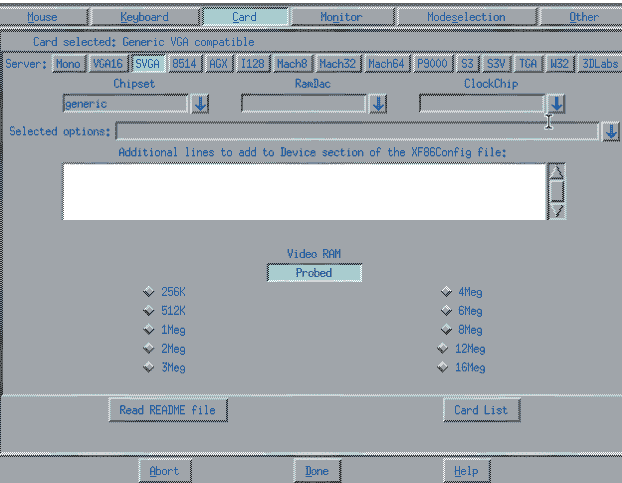 Mouse Keyboard Card Monitor Modeselection Other
Card selected: Generic VGA compatible
Server: Mono VGA16 SVGA 8514 AGX I128 Mach8 Mach32 Mach64 P9000 S3 S3V TGA W32 3DLabs
Chipset RamDac ClockChip
generic
Selected options:
Additional lines to add to Device section of the XF86Config file:
Video RAM
Probed
256K 4Meg
512K 6Meg
1Meg 8Meg
2Meg 12Meg
3Meg 16Meg
Read README file Card List
Abort Done Help